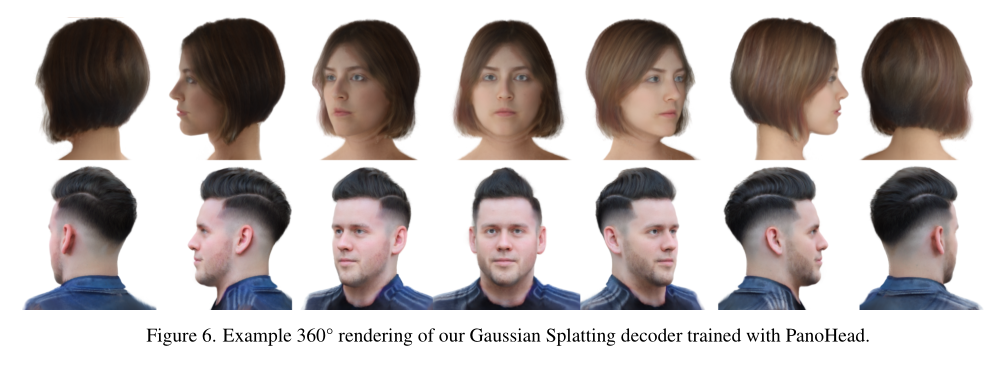 Figure 6. Example 360° rendering of our Gaussian Splatting decoder trained with PanoHead.